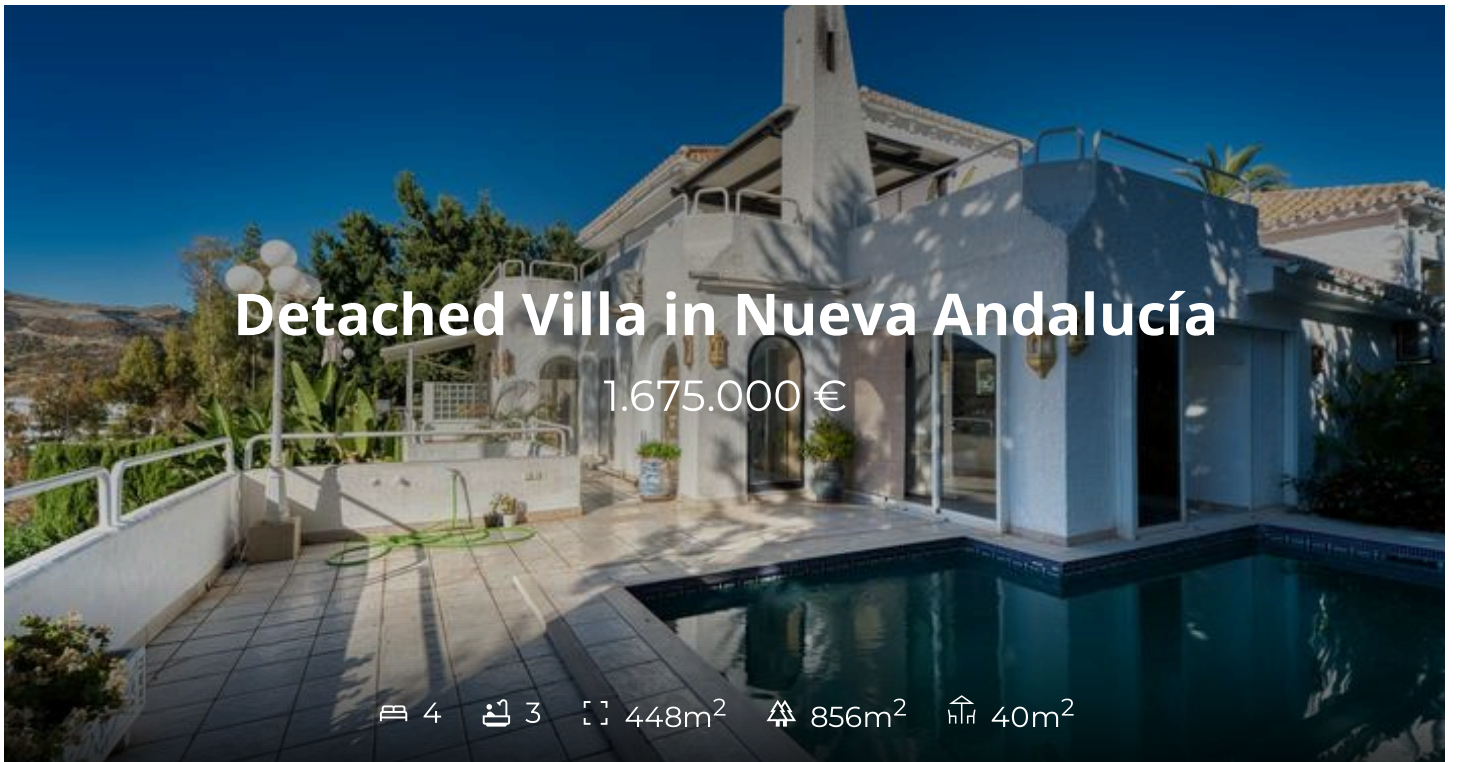 Detached Villa in Nueva Andalucía
1.675.000 €
4 3 448m² 856m² 40m²